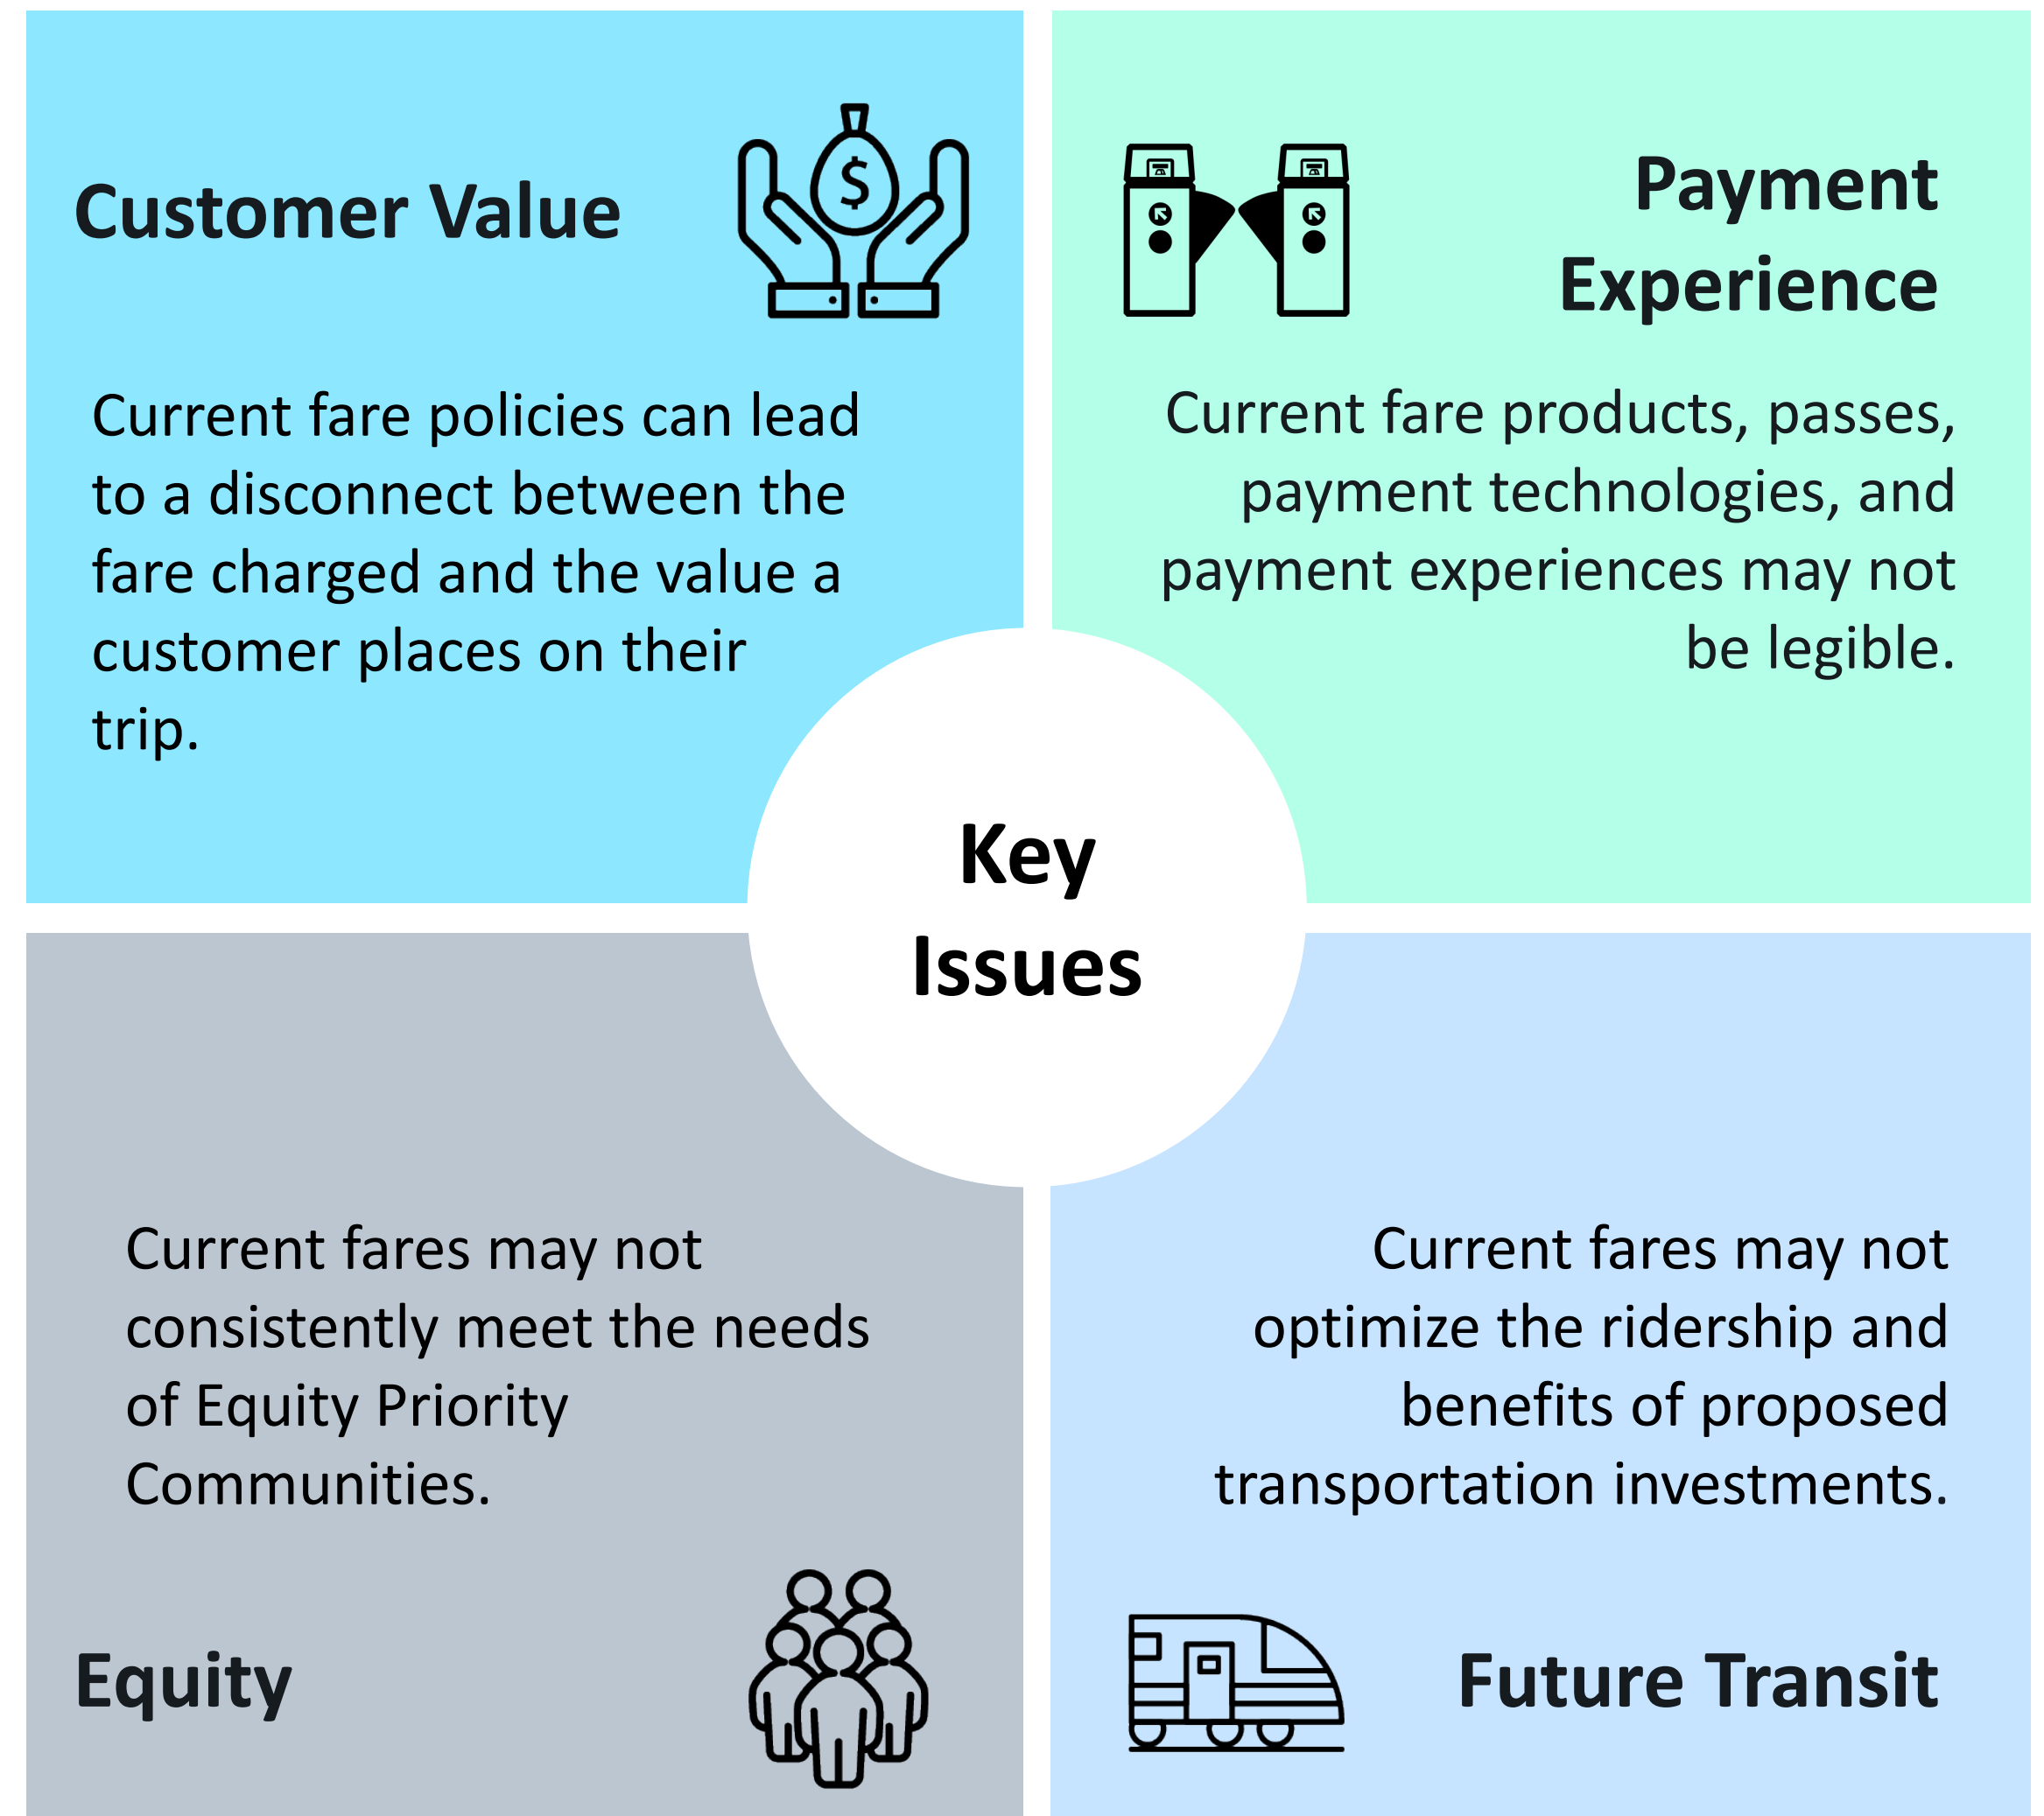 Customer Value
Current fare policies can lead
to a disconnect between the
fare charged and the value a
customer places on their
trip.
Payment
Experience
Current fare products, passes,
payment technologies, and
payment experiences may not
be legible.
Key
Issues
Current fares may not
consistently meet the needs
of Equity Priority
Communities.
Equity
Current fares may not
optimize the ridership and
benefits of proposed
transportation investments.
Future Transit